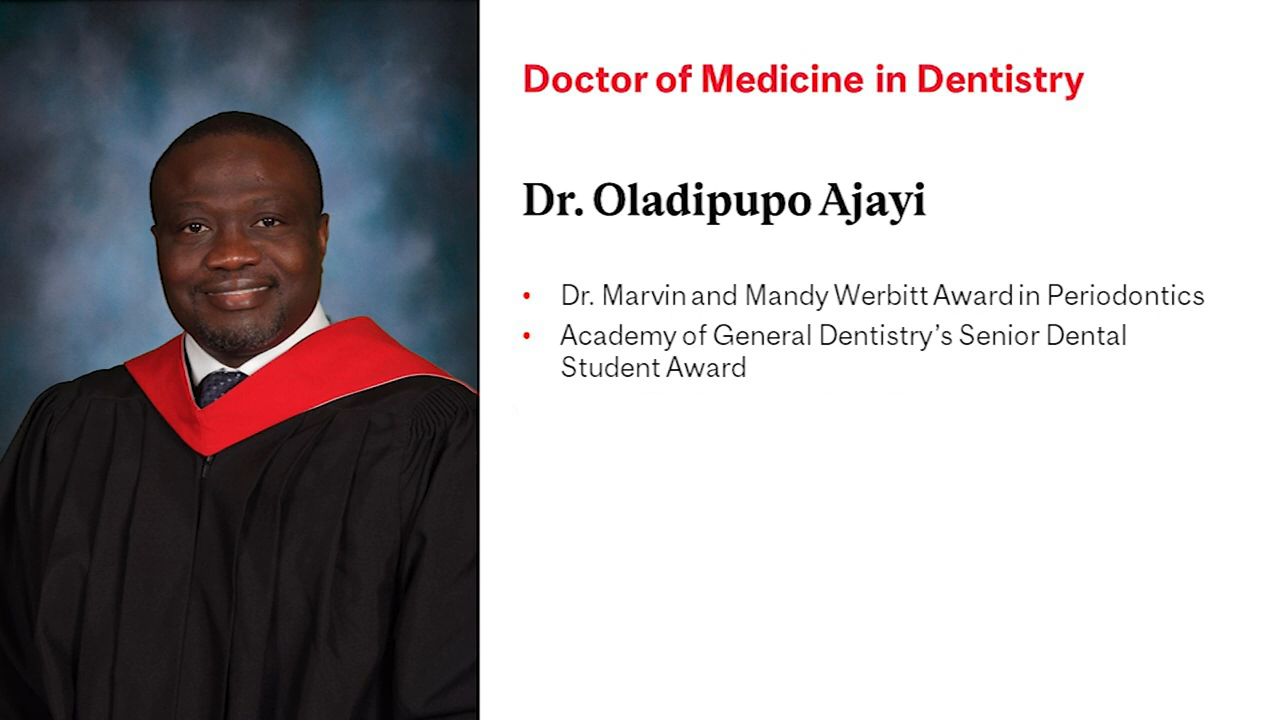 Doctor of Medicine in Dentistry
Dr. Oladipupo Ajayi
• Dr. Marvin and Mandy Werbitt Award in Periodontics
• Academy of General Dentistry’s Senior Dental
Student Award